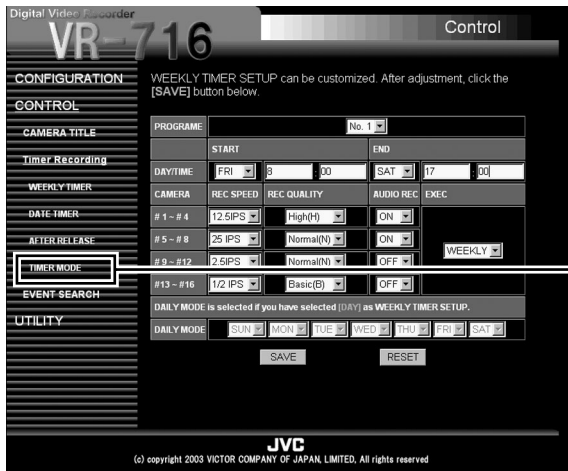 Digital Video Recorder
VR-716
Control
CONFIGURATION
CONTROL
CAMERA TITLE
Timer Recording
WEEKLY TIMER
DATE TIMER
AFTER RELEASE
TIMER MODE
EVENT SEARCH
UTILITY
WEEKLY TIMER SETUP can be customized. After adjustment, click the
[SAVE] button below.
PROGRAME No. 1
START END
DAY/TIME FRI 8 : 00 SAT 17 : 00
CAMERA REC SPEED REC QUALITY AUDIO REC EXEC
# 1 ~ # 4 12.5IPS High(H) ON
# 5 ~ # 8 25 IPS Normal(N) ON
WEEKLY
# 9 ~ #12 2.5IPS Normal(N) OFF
#13 ~ #16 1/2 IPS Basic(B) OFF
DAILY MODE is selected if you have selected [DAY] as WEEKLY TIMER SETUP.
DAILY MODE SUN MON TUE WED THU FRI SAT
SAVE RESET
JVC
(c) copyright 2003 VICTOR COMPANY OF JAPAN, LIMITED, All rights reserved